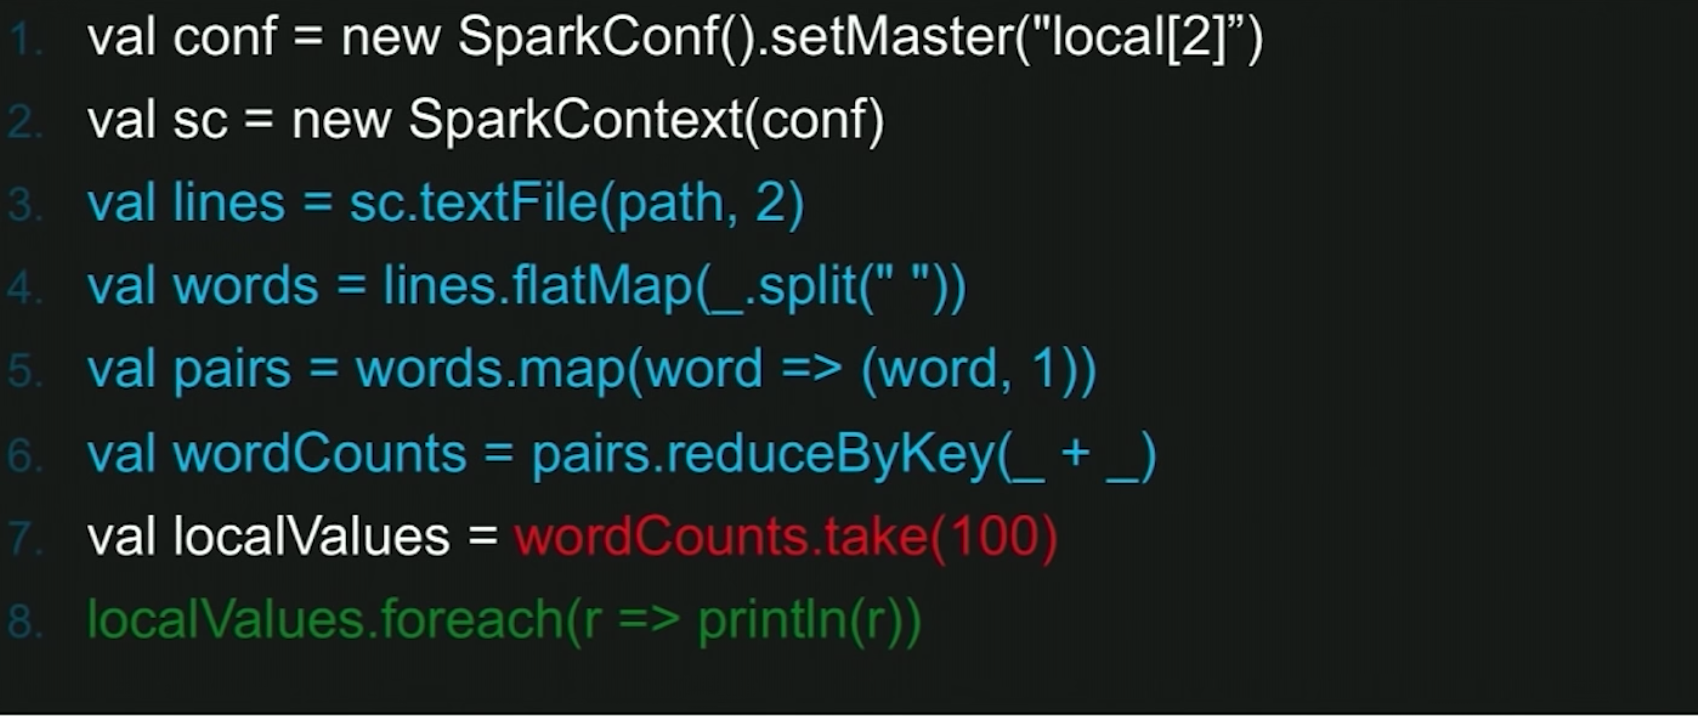 1. val conf = new SparkConf().setMaster("local[2]”)
2. val sc = new SparkContext(conf)
3. val lines = sc.textFile(path, 2)
4. val words = lines.flatMap(_.split(" "))
5. val pairs = words.map(word => (word, 1))
6. val wordCounts = pairs.reduceByKey(_ + _)
7. val localValues = wordCounts.take(100)
8. localValues.foreach(r => println(r))